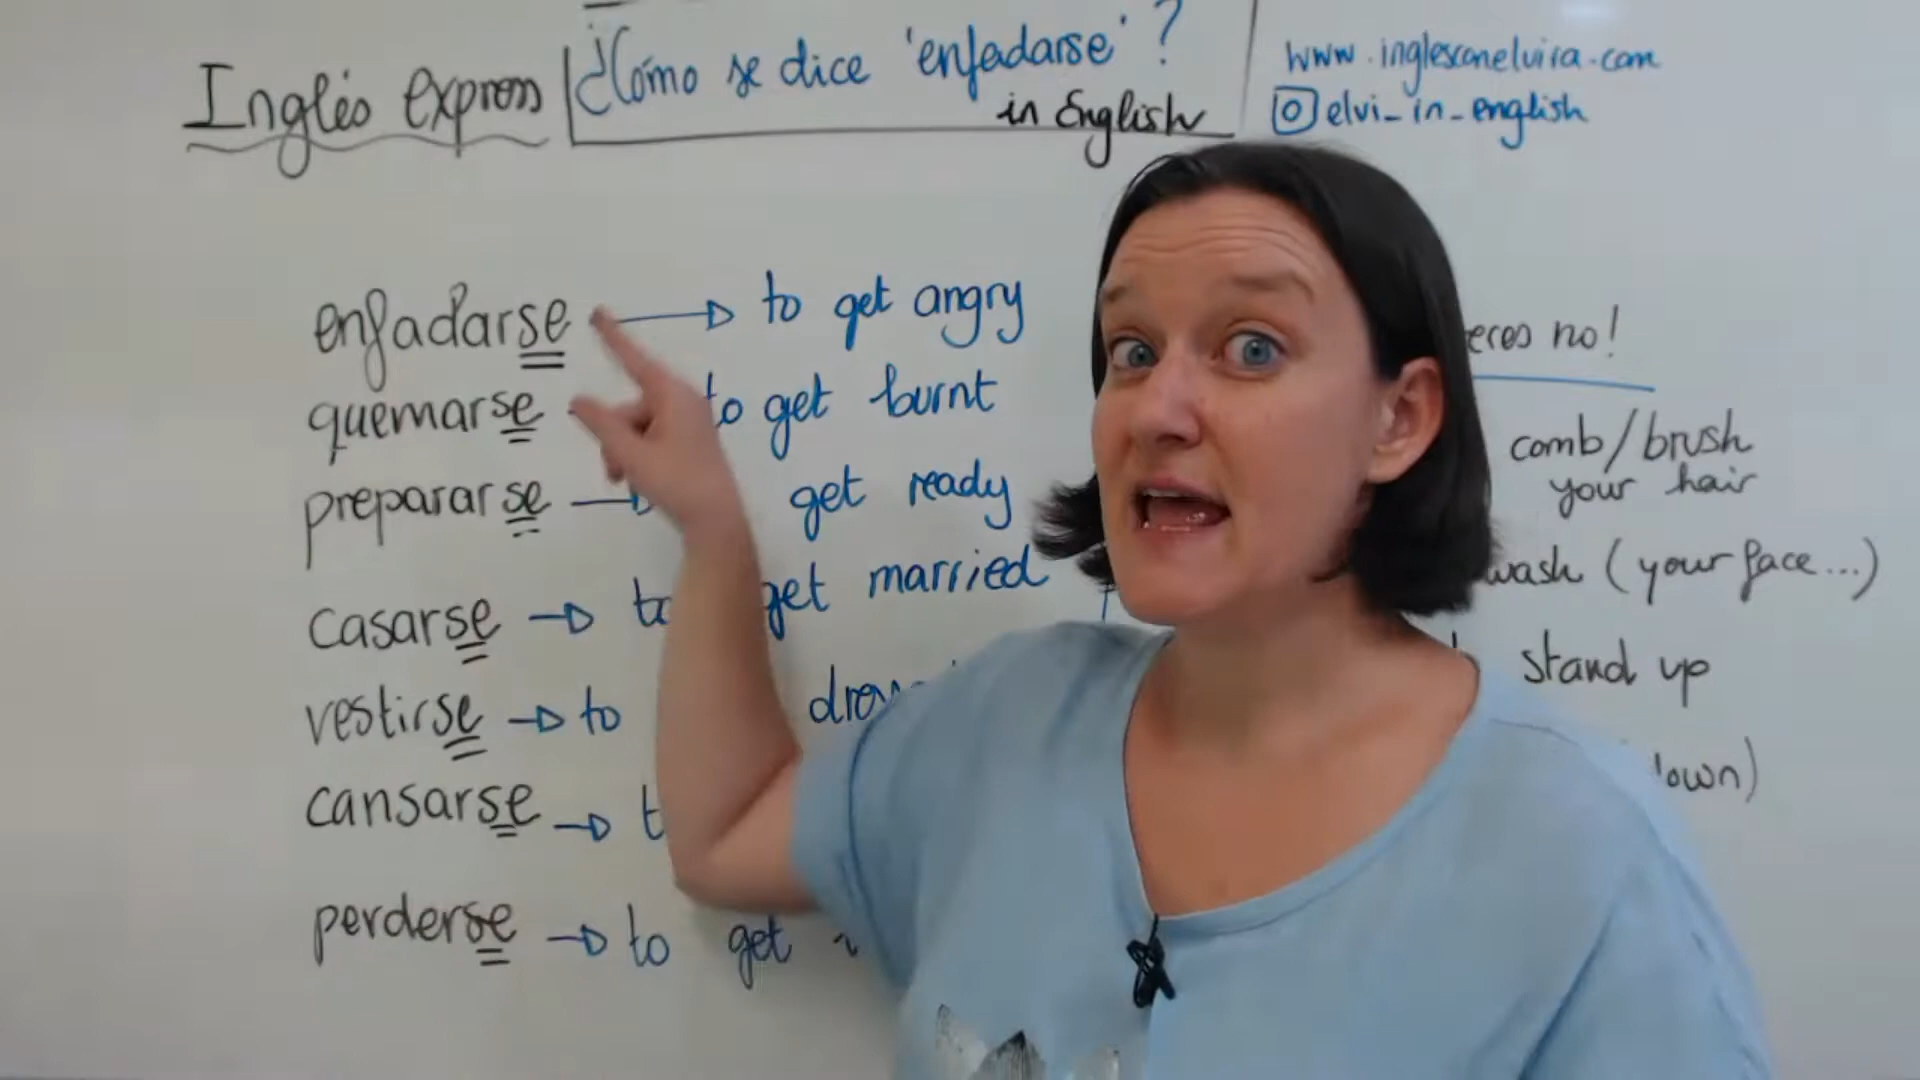 Inglés express
¿Cómo se dice 'enfadarse'?
in English
www.inglesconelvira.com
elvi_in_english
enfadarse to get angry
quemarse to get burnt
prepararse get ready
casarse get married
vestirse to
cansarse
perderse to get
no!
comb/brush
your hair
wash (your face...)
stand up